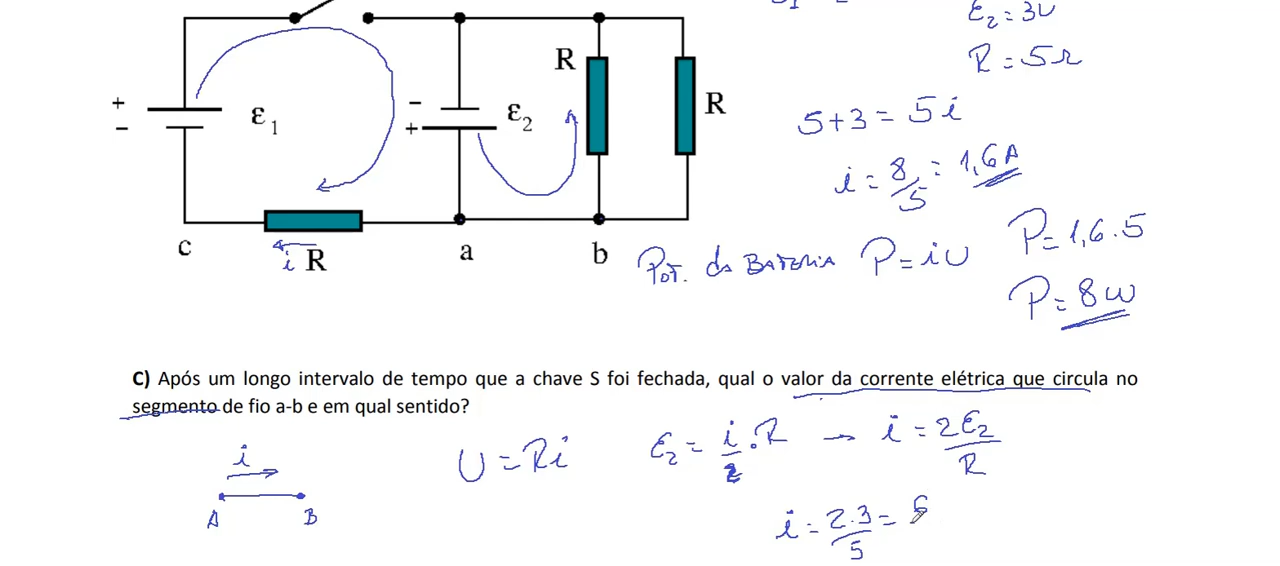 ε₂ = 3V
R = 5Ω
+
−
ε₁
−
+
ε₂
R
R
5+3 = 5i
i = 8/5 = 1,6A
c
i
R
a
b
POT. da BATERIA P = iU
P = 1,6 . 5
P = 8W
C) Após um longo intervalo de tempo que a chave S foi fechada, qual o valor da corrente elétrica que circula no
segmento de fio a-b e em qual sentido?
i
A B
U = Ri
ε₂ = i/2 . R → i = 2ε₂/R
i = 2.3/5 =